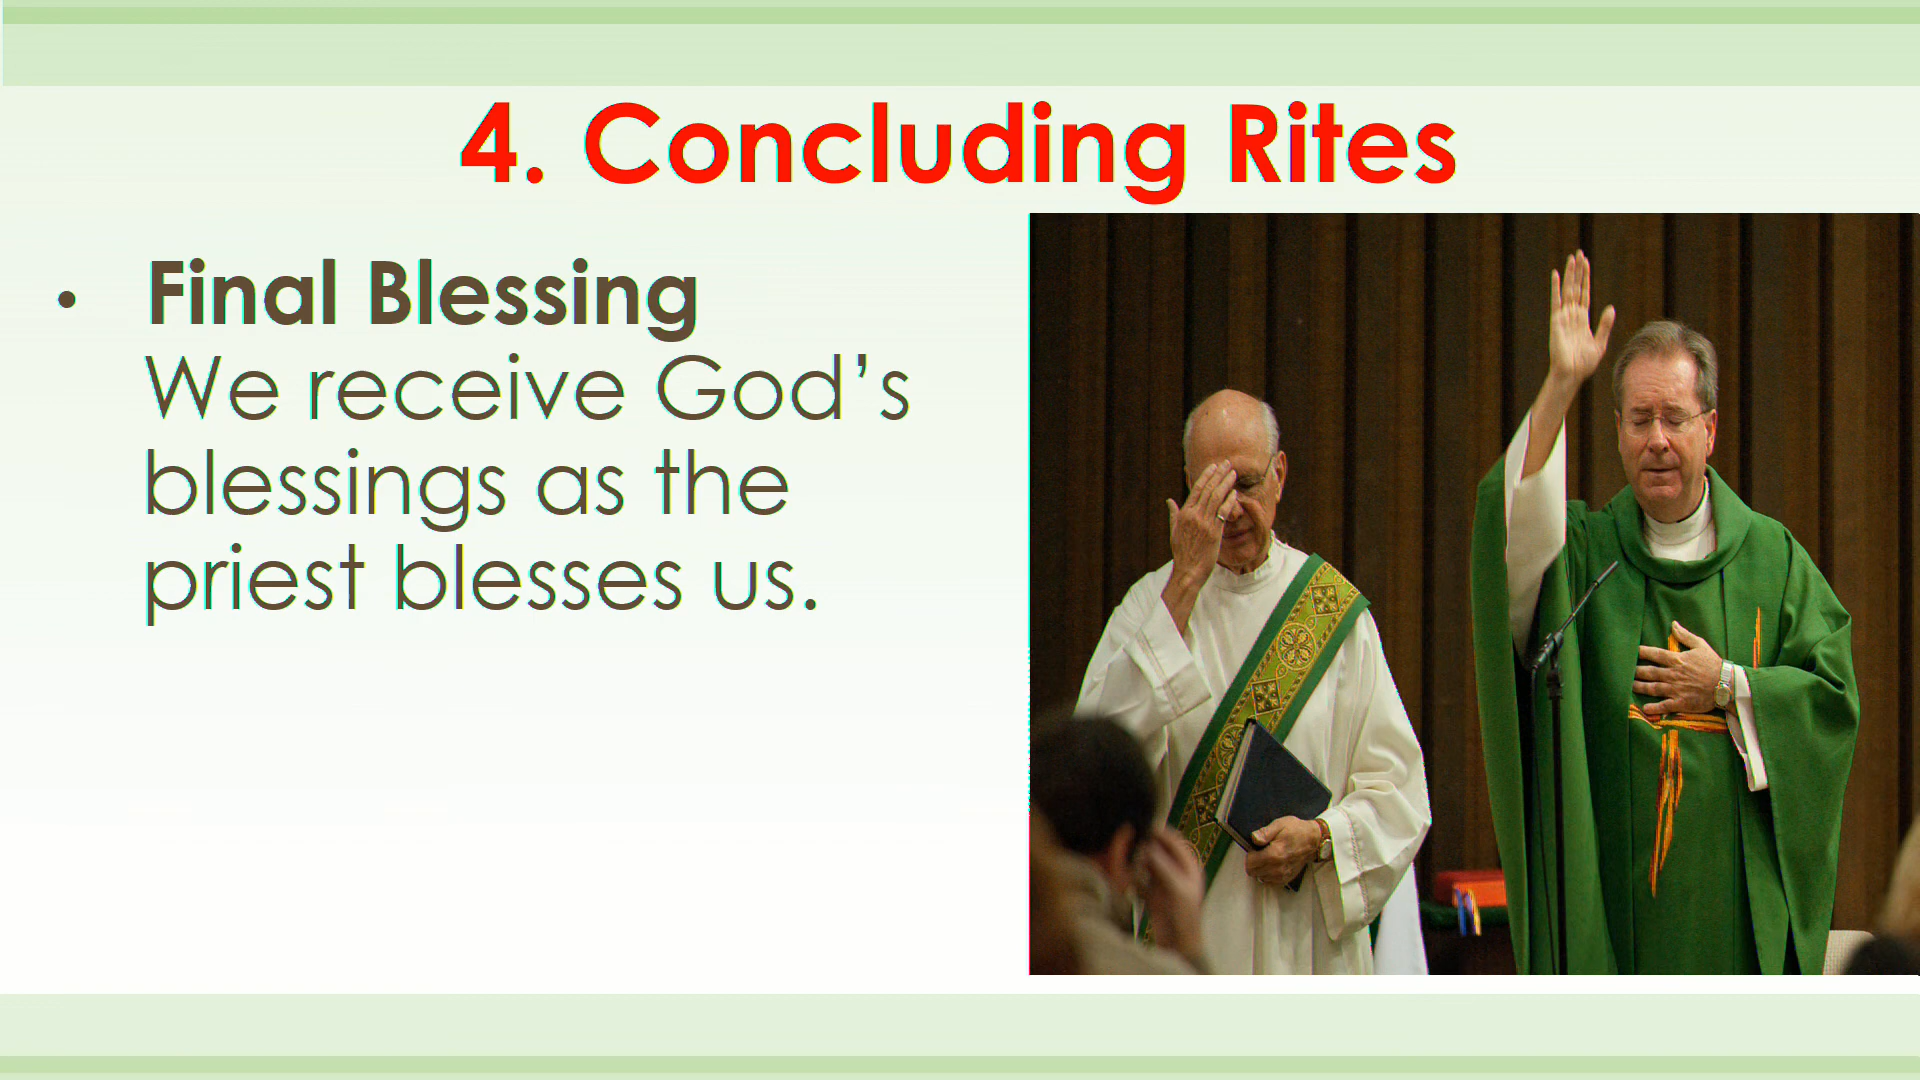 4. Concluding Rites
• Final Blessing
We receive God’s
blessings as the
priest blesses us.